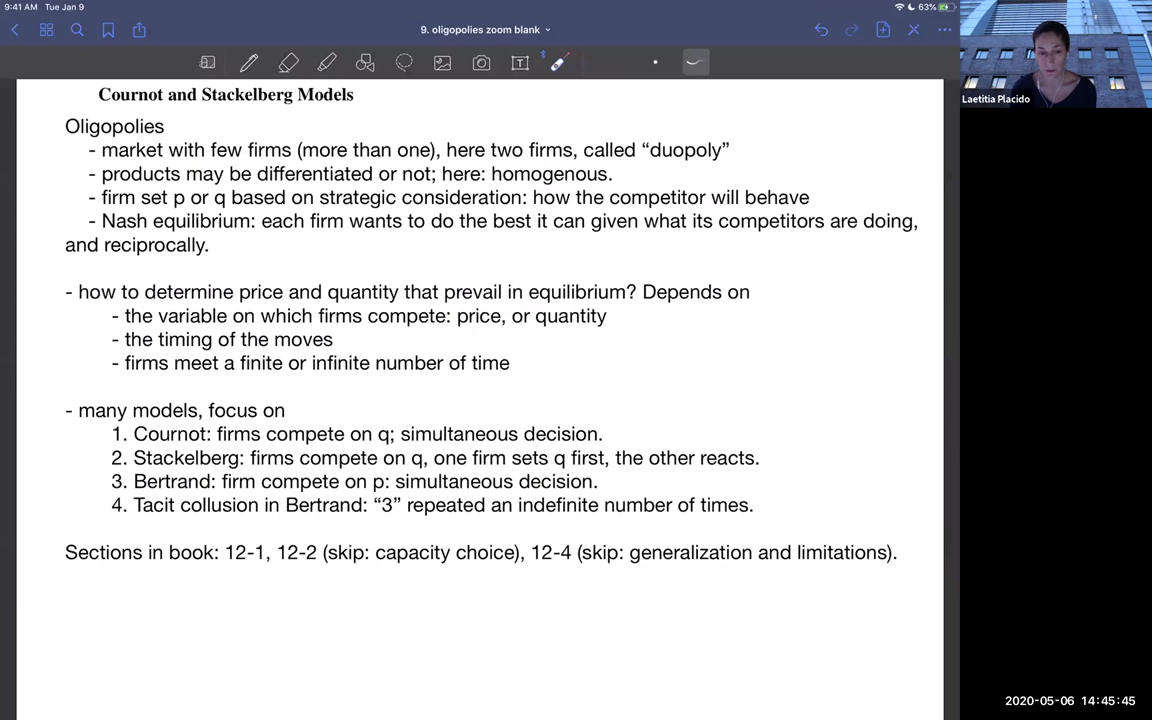 9:41 AM Tue Jan 9
63%
9. oligopolies zoom blank
T
Laetitia Placido
Cournot and Stackelberg Models
Oligopolies
- market with few firms (more than one), here two firms, called “duopoly”
- products may be differentiated or not; here: homogenous.
- firm set p or q based on strategic consideration: how the competitor will behave
- Nash equilibrium: each firm wants to do the best it can given what its competitors are doing,
and reciprocally.
- how to determine price and quantity that prevail in equilibrium? Depends on
- the variable on which firms compete: price, or quantity
- the timing of the moves
- firms meet a finite or infinite number of time
- many models, focus on
1. Cournot: firms compete on q; simultaneous decision.
2. Stackelberg: firms compete on q, one firm sets q first, the other reacts.
3. Bertrand: firm compete on p: simultaneous decision.
4. Tacit collusion in Bertrand: “3” repeated an indefinite number of times.
Sections in book: 12-1, 12-2 (skip: capacity choice), 12-4 (skip: generalization and limitations).
2020-05-06 14:45:45